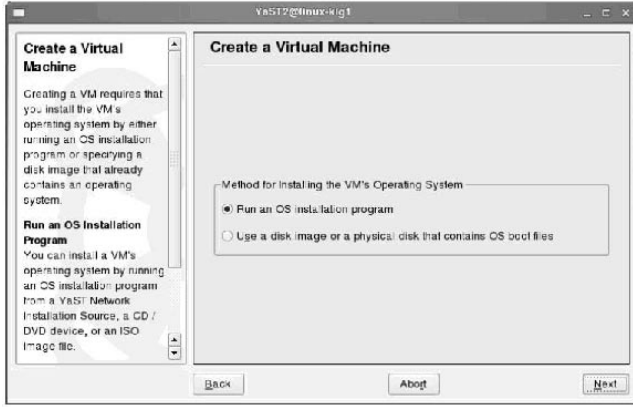 YaST2@linux-klg1
Create a Virtual
Machine
Creating a VM requires that
you install the VM's
operating system by either
running an OS installation
program or specifying a
disk image that already
contains an operating
system.
Run an OS Installation
Program
You can install a VM's
operating system by running
an OS installation program
from a YaST Network
Installation Source, a CD /
DVD device, or an ISO
image file.
Create a Virtual Machine
Method for Installing the VM's Operating System
Run an OS installation program
Use a disk image or a physical disk that contains OS boot files
Back
Abort
Next